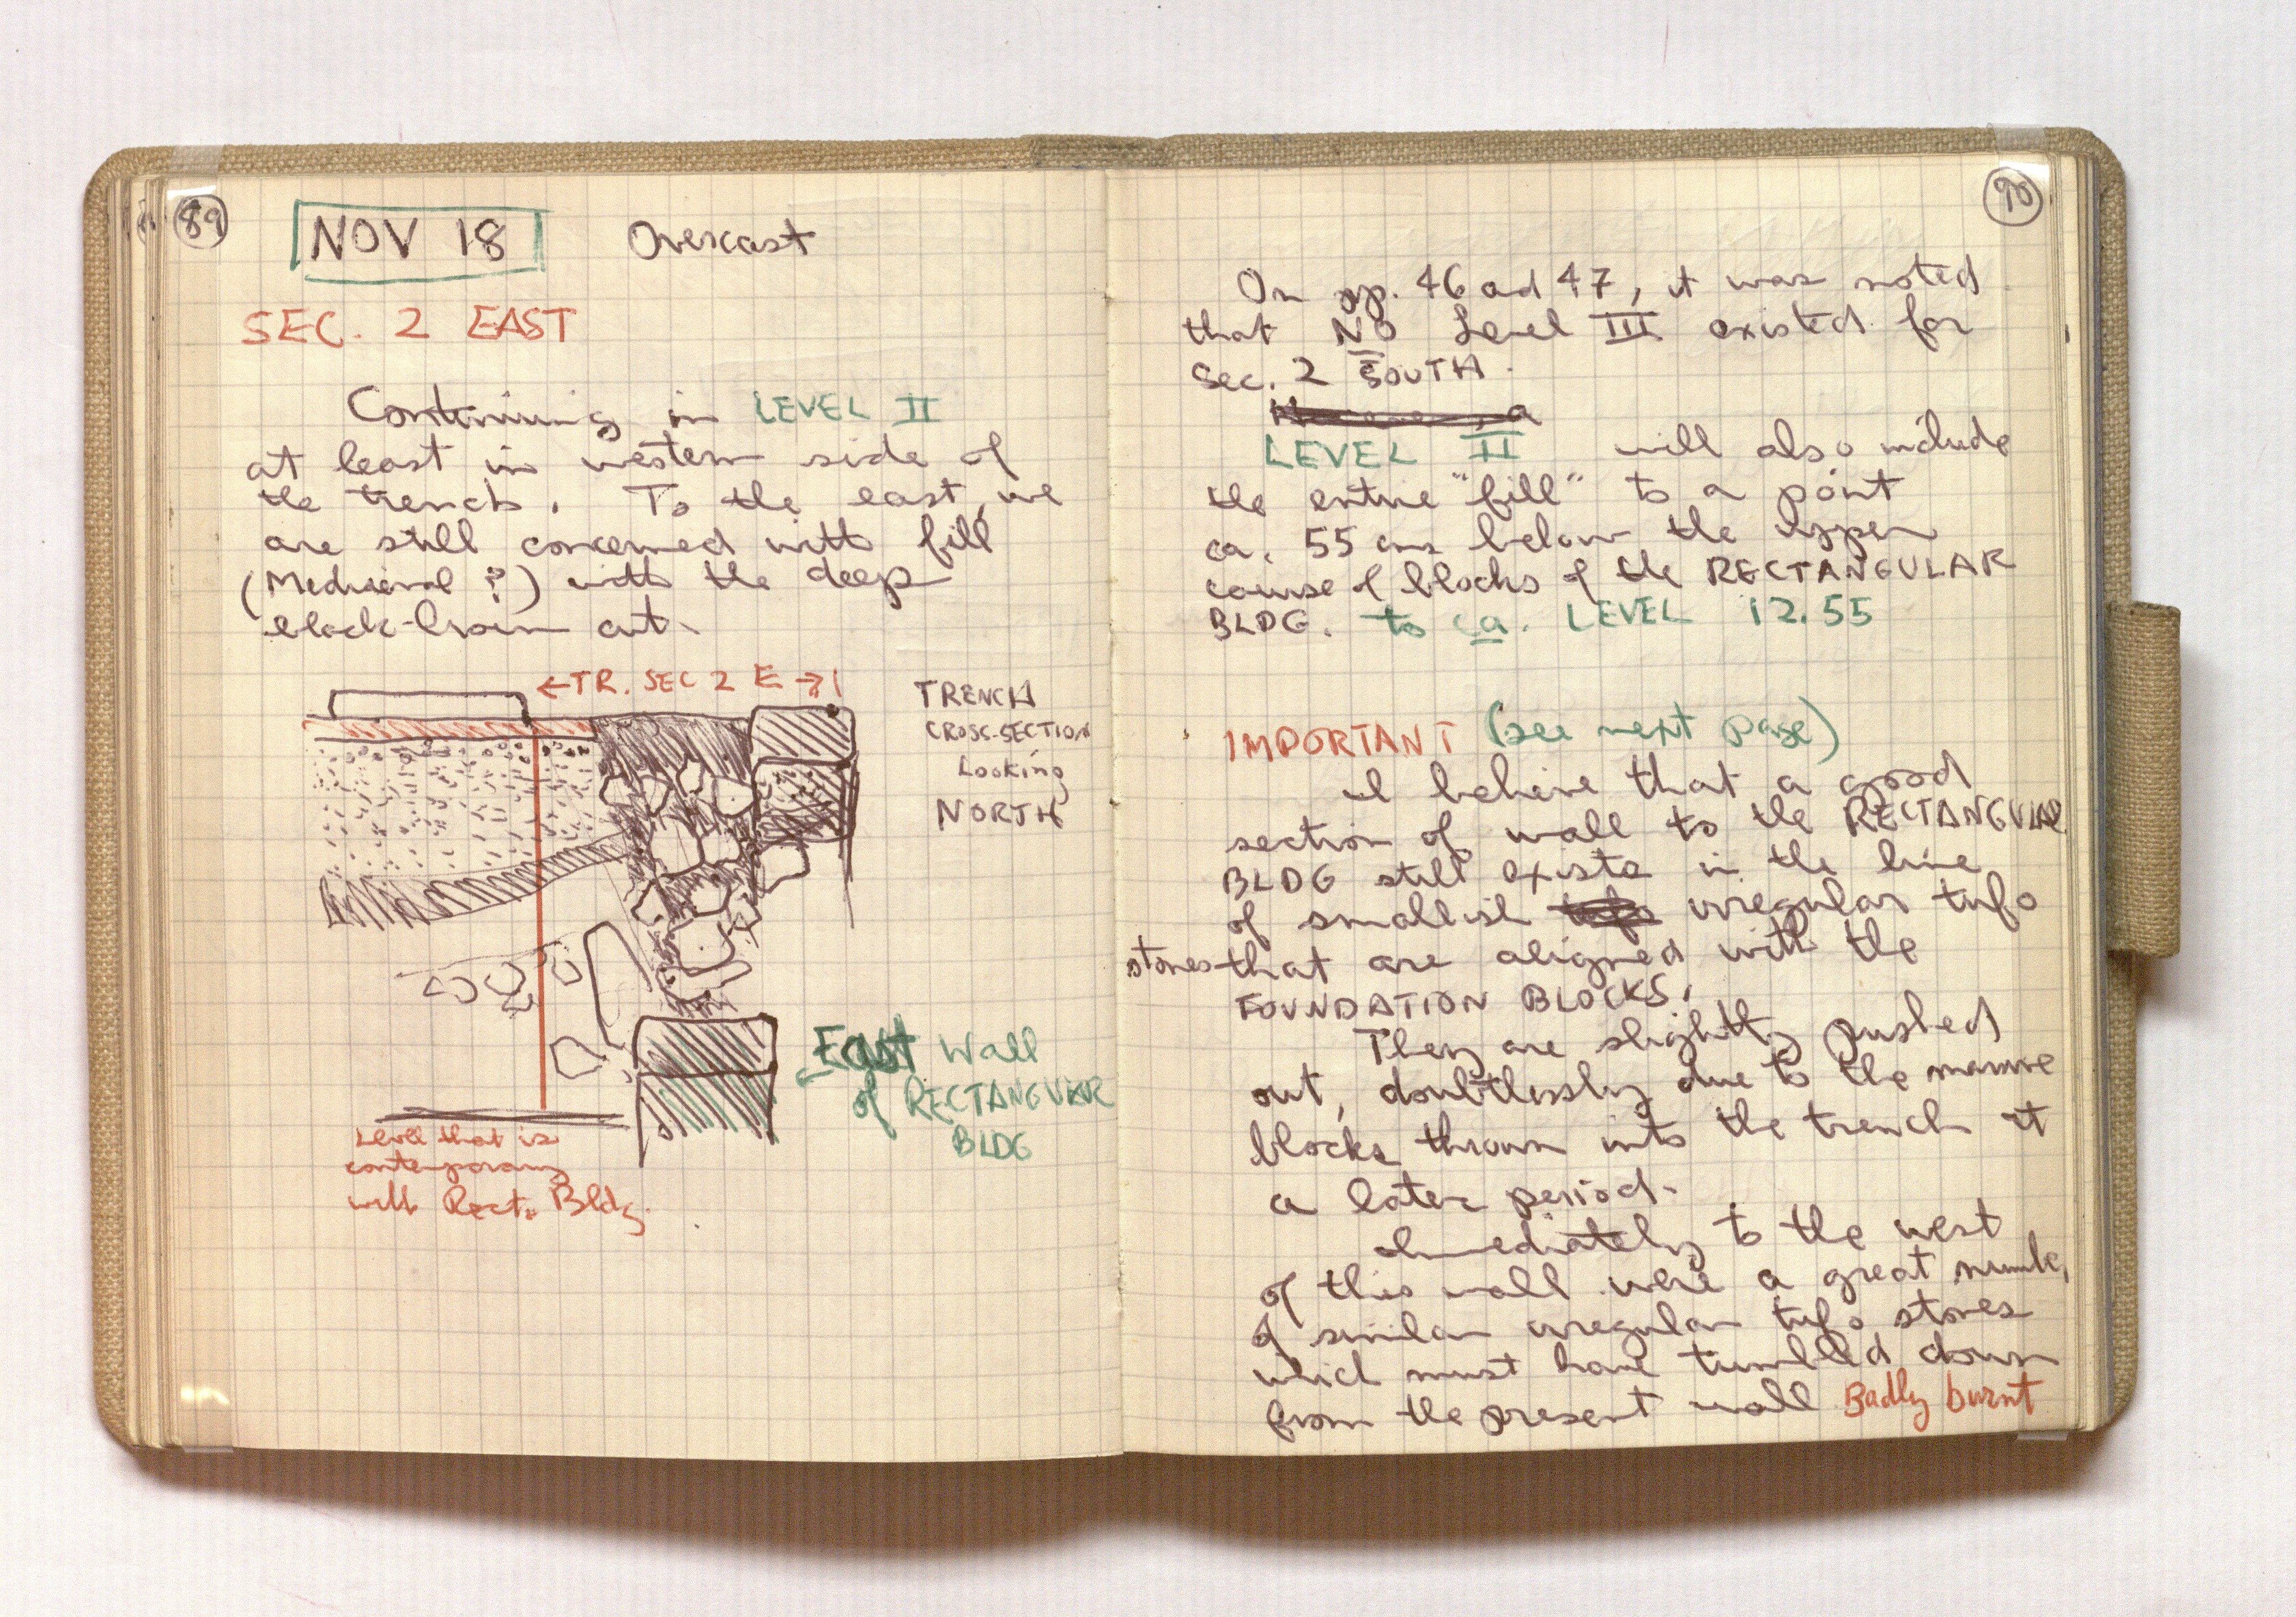 89
NOV 18 Overcast
SEC. 2 EAST
Continuing in LEVEL II
at least in western side of
the trench. To the east, we
are still concerned with fill
(Mediaeval ?) with the deep
black-brown cut.
←TR. SEC 2 E→
TRENCH
CROSS-SECTION
Looking
NORTH
East Wall
of RECTANGULAR
BLDG
Level that is
contemporary
with Rect. Bldg.
90
On pp. 46 and 47, it was noted
that NO Level III existed for
Sec. 2 SOUTH.
LEVEL II will also include
the entire "fill" to a point
ca. 55 cms below the upper
course of blocks of the RECTANGULAR
BLDG. to ca. LEVEL 12.55
IMPORTANT (see next page)
I believe that a good
section of wall to the RECTANGULAR
BLDG still exists in the line
of smallish irregular tufo
stones that are aligned with the
FOUNDATION BLOCKS.
They are slightly pushed
out, doubtlessly due to the massive
blocks thrown into the trench at
a later period.
Immediately to the west
of this wall were a great number
of similar irregular tufo stones
which must have tumbled down
from the present wall Badly burnt